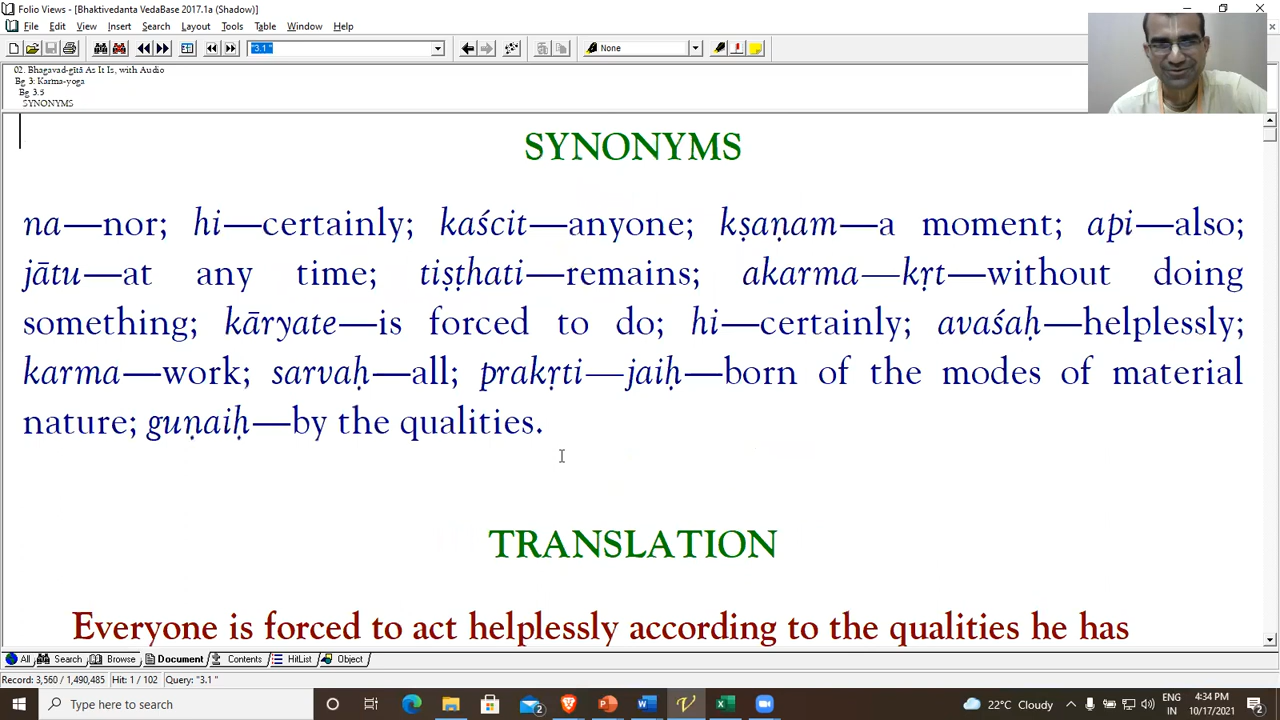 Folio Views - [Bhaktivedanta VedaBase 2017.1a (Shadow)]
File Edit View Insert Search Layout Tools Table Window Help
"3.1 " None
02. Bhagavad-gītā As It Is, with Audio
Bg 3: Karma-yoga
Bg 3.5
SYNONYMS
SYNONYMS
na—nor; hi—certainly; kaścit—anyone; kṣaṇam—a moment; api—also;
jātu—at any time; tiṣṭhati—remains; akarma—kṛt—without doing
something; kāryate—is forced to do; hi—certainly; avaśaḥ—helplessly;
karma—work; sarvaḥ—all; prakṛti—jaiḥ—born of the modes of material
nature; guṇaiḥ—by the qualities.
TRANSLATION
Everyone is forced to act helplessly according to the qualities he has
All Search Browse Document Contents HitList Object
Record: 3,560 / 1,490,485 Hit: 1 / 102 Query: "3.1 "
Type here to search 2 22°C Cloudy ENG 4:34 PM
IN 10/17/2021 2